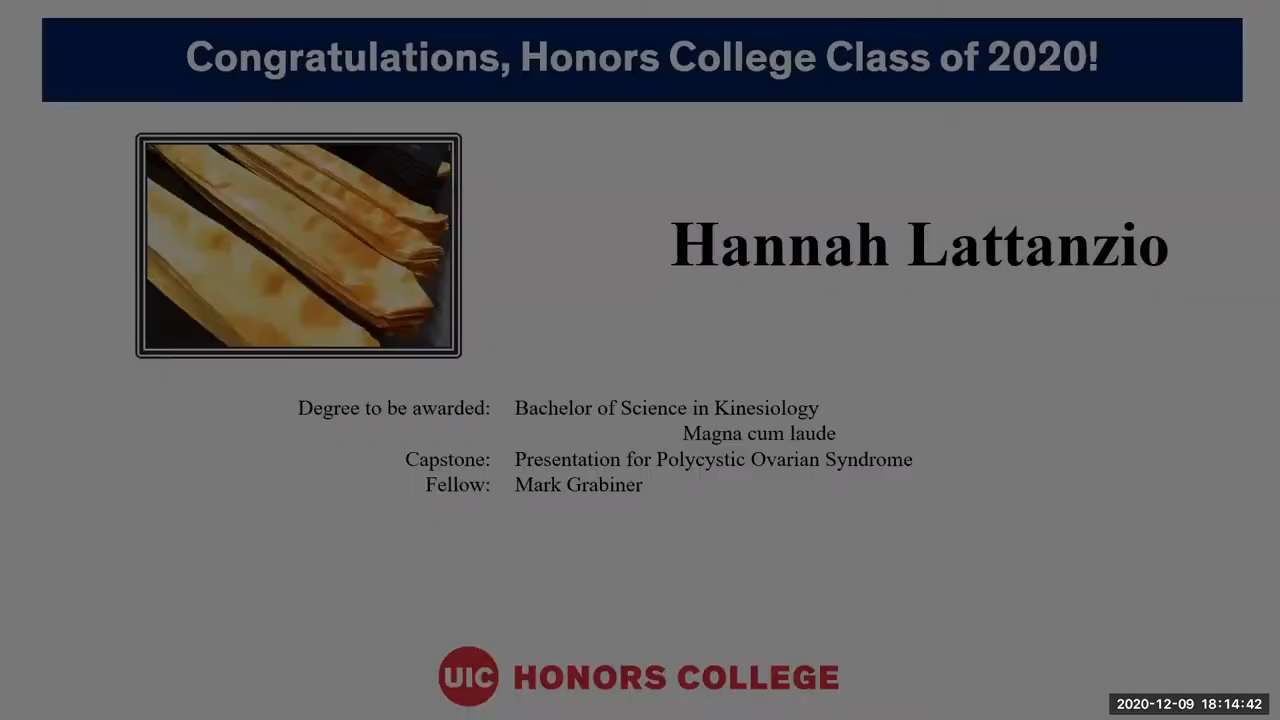 Congratulations, Honors College Class of 2020!
Hannah Lattanzio
Degree to be awarded: Bachelor of Science in Kinesiology
Magna cum laude
Capstone: Presentation for Polycystic Ovarian Syndrome
Fellow: Mark Grabiner
UIC HONORS COLLEGE
2020-12-09 18:14:42